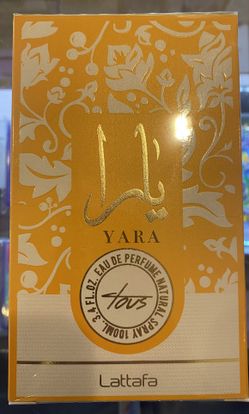 يارا
YARA
EAU DE PERFUME NATURAL SPRAY 100ML. 3.4 FL.OZ.
Tous
Lattafa